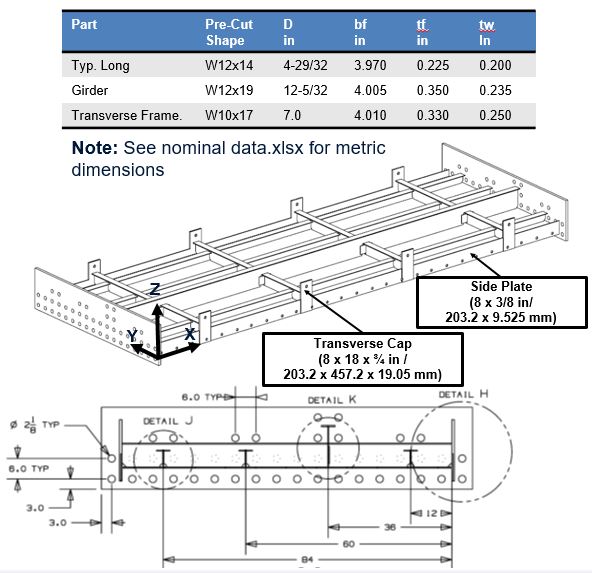 Part Pre-Cut D bf tf tw
Shape in in in In
Typ. Long W12x14 4-29/32 3.970 0.225 0.200
Girder W12x19 12-5/32 4.005 0.350 0.235
Transverse Frame. W10x17 7.0 4.010 0.330 0.250
Note: See nominal data.xlsx for metric
dimensions
Z
Y
X
Side Plate
(8 x 3/8 in/
203.2 x 9.525 mm)
Transverse Cap
(8 x 18 x ¾ in /
203.2 x 457.2 x 19.05 mm)
6.0 TYP
DETAIL K
DETAIL H
DETAIL J
Ø 2⅛ TYP
6.0 TYP
3.0
3.0
12
36
60
84